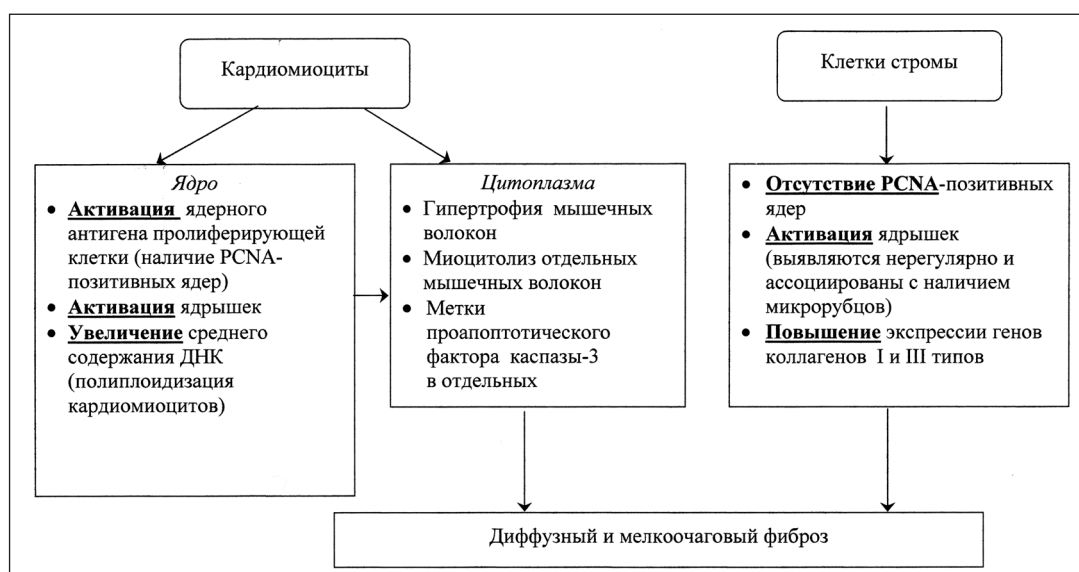 Кардиомиоциты
Клетки стромы
Ядро
• Активация ядерного
антигена пролиферирующей
клетки (наличие PCNA-
позитивных ядер)
• Активация ядрышек
• Увеличение среднего
содержания ДНК
(полиплоидизация
кардиомиоцитов)
Цитоплазма
• Гипертрофия мышечных
волокон
• Миоцитолиз отдельных
мышечных волокон
• Метки
проапоптотического
фактора каспазы-3
в отдельных
• Отсутствие PCNA-позитивных
ядер
• Активация ядрышек
(выявляются нерегулярно и
ассоциированы с наличием
микрорубцов)
• Повышение экспрессии генов
коллагенов I и III типов
Диффузный и мелкоочаговый фиброз